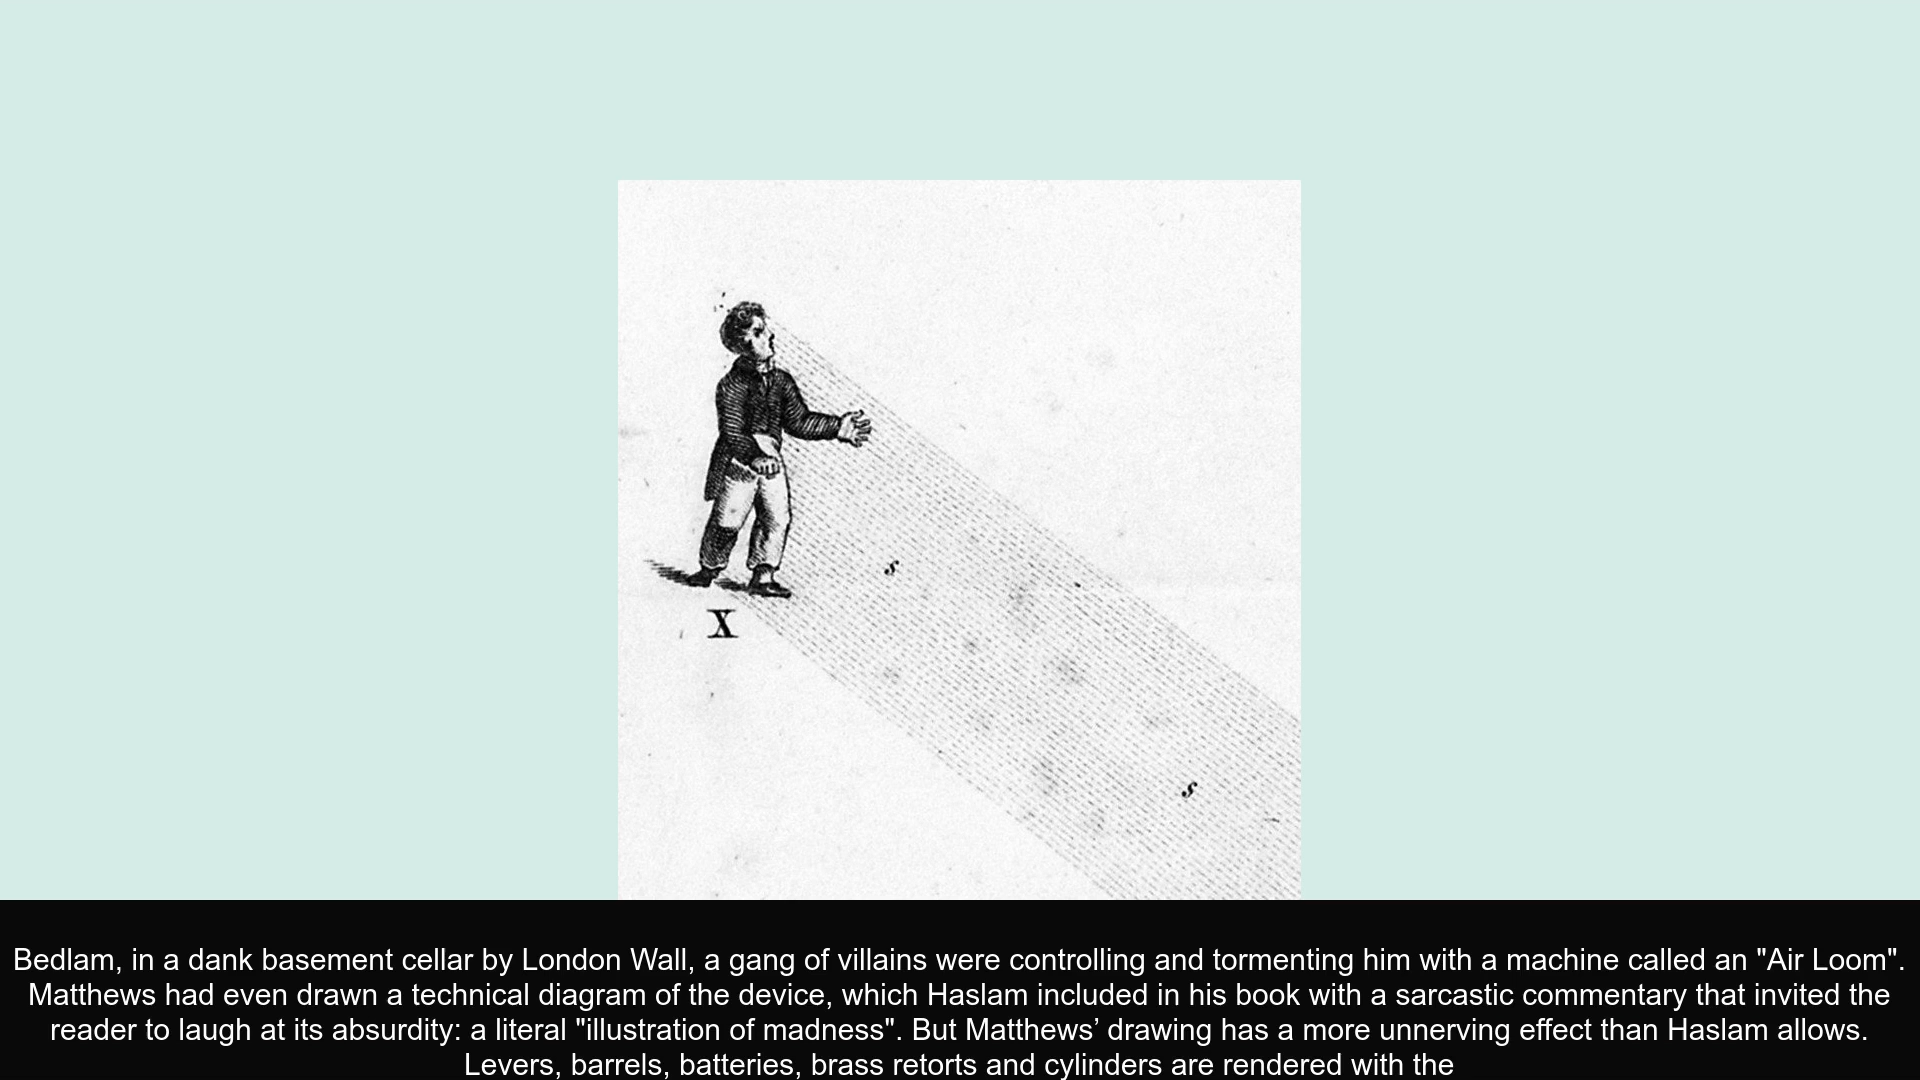 s
X
s
Bedlam, in a dank basement cellar by London Wall, a gang of villains were controlling and tormenting him with a machine called an "Air Loom".
Matthews had even drawn a technical diagram of the device, which Haslam included in his book with a sarcastic commentary that invited the
reader to laugh at its absurdity: a literal "illustration of madness". But Matthews’ drawing has a more unnerving effect than Haslam allows.
Levers, barrels, batteries, brass retorts and cylinders are rendered with the